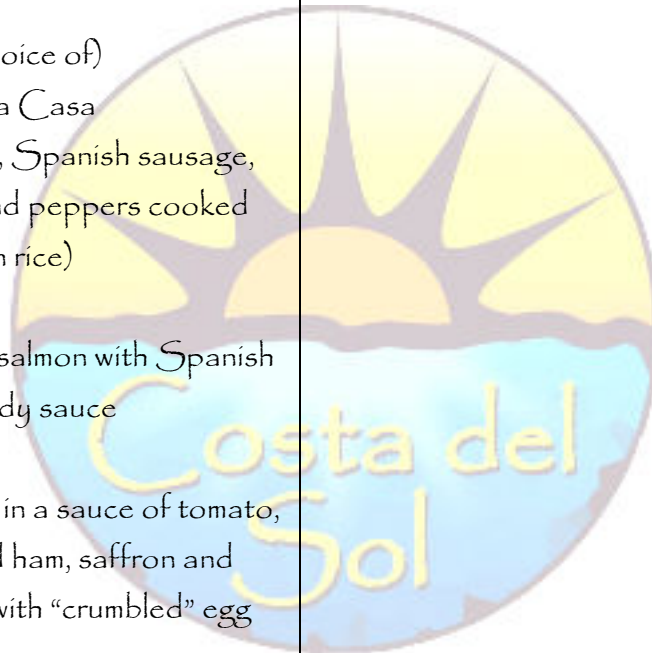 oice of)
a Casa
, Spanish sausage,
nd peppers cooked
n rice)
salmon with Spanish
dy sauce
in a sauce of tomato,
d ham, saffron and
with “crumbled” egg
Costa del
Sol